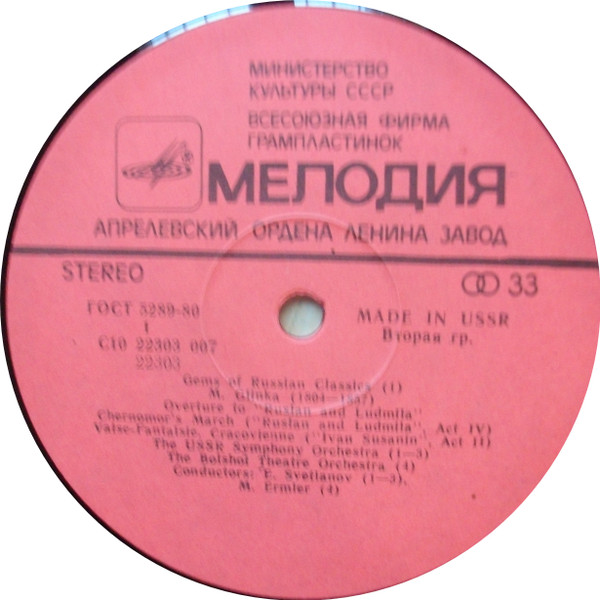 МИНИСТЕРСТВО
КУЛЬТУРЫ СССР
ВСЕСОЮЗНАЯ ФИРМА
ГРАМПЛАСТИНОК
МЕЛОДИЯ
АПРЕЛЕВСКИЙ ОРДЕНА ЛЕНИНА ЗАВОД
STEREO 33
ГОСТ 5289-80 MADE IN USSR
1 Вторая гр.
С10 22303 007
22303
Gems of Russian Classics (1)
M. Glinka (1804—1857)
Overture to "Ruslan and Ludmila"
Chernomor's March ("Ruslan and Ludmila", Act IV)
Valse-Fantaisie, Cracovienne ("Ivan Susanin", Act II)
The USSR Symphony Orchestra (1—3)
The Bolshoi Theatre Orchestra (4)
Conductors: E. Svetlanov (1—3),
M. Ermler (4)